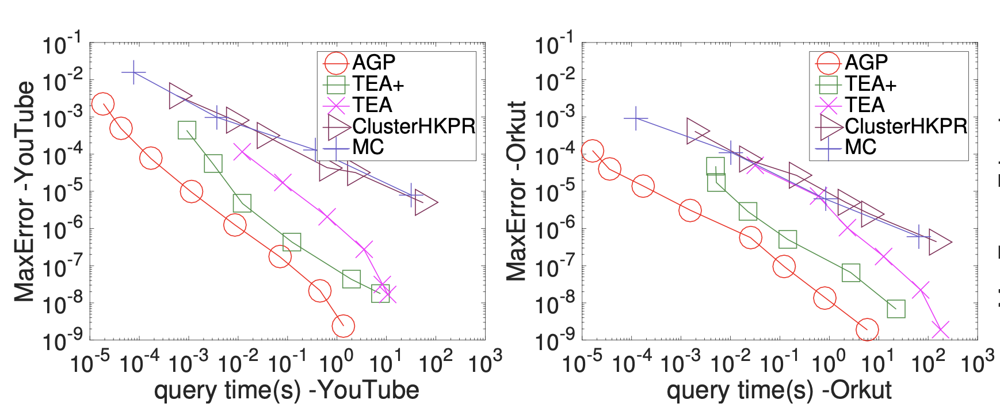 MaxError -YouTube
10^-1
10^-2
10^-3
10^-4
10^-5
10^-6
10^-7
10^-8
10^-9
AGP
TEA+
TEA
ClusterHKPR
MC
10^-5 10^-4 10^-3 10^-2 10^-1 10^0 10^1 10^2 10^3
query time(s) -YouTube
MaxError -Orkut
10^-1
10^-2
10^-3
10^-4
10^-5
10^-6
10^-7
10^-8
10^-9
AGP
TEA+
TEA
ClusterHKPR
MC
10^-5 10^-4 10^-3 10^-2 10^-1 10^0 10^1 10^2 10^3
query time(s) -Orkut